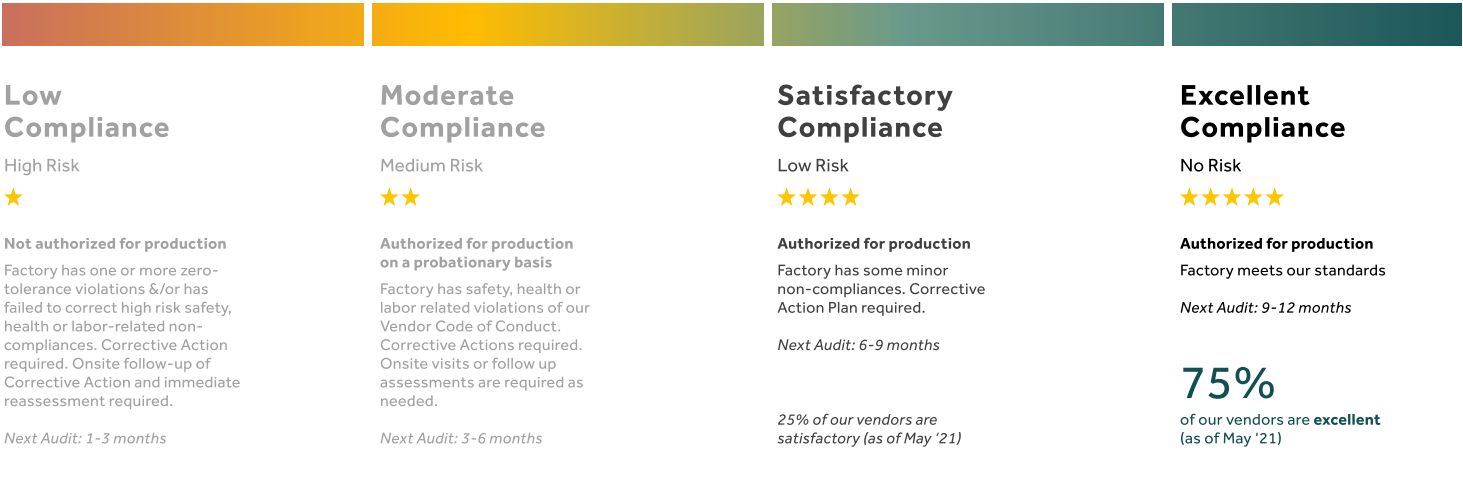 Low
Compliance
High Risk
Not authorized for production
Factory has one or more zero-
tolerance violations &/or has
failed to correct high risk safety,
health or labor-related non-
compliances. Corrective Action
required. Onsite follow-up of
Corrective Action and immediate
reassessment required.
Next Audit: 1-3 months
Moderate
Compliance
Medium Risk
Authorized for production
on a probationary basis
Factory has safety, health or
labor related violations of our
Vendor Code of Conduct.
Corrective Actions required.
Onsite visits or follow up
assessments are required as
needed.
Next Audit: 3-6 months
Satisfactory
Compliance
Low Risk
Authorized for production
Factory has some minor
non-compliances. Corrective
Action Plan required.
Next Audit: 6-9 months
25% of our vendors are
satisfactory (as of May ‘21)
Excellent
Compliance
No Risk
Authorized for production
Factory meets our standards
Next Audit: 9-12 months
75%
of our vendors are excellent
(as of May ‘21)